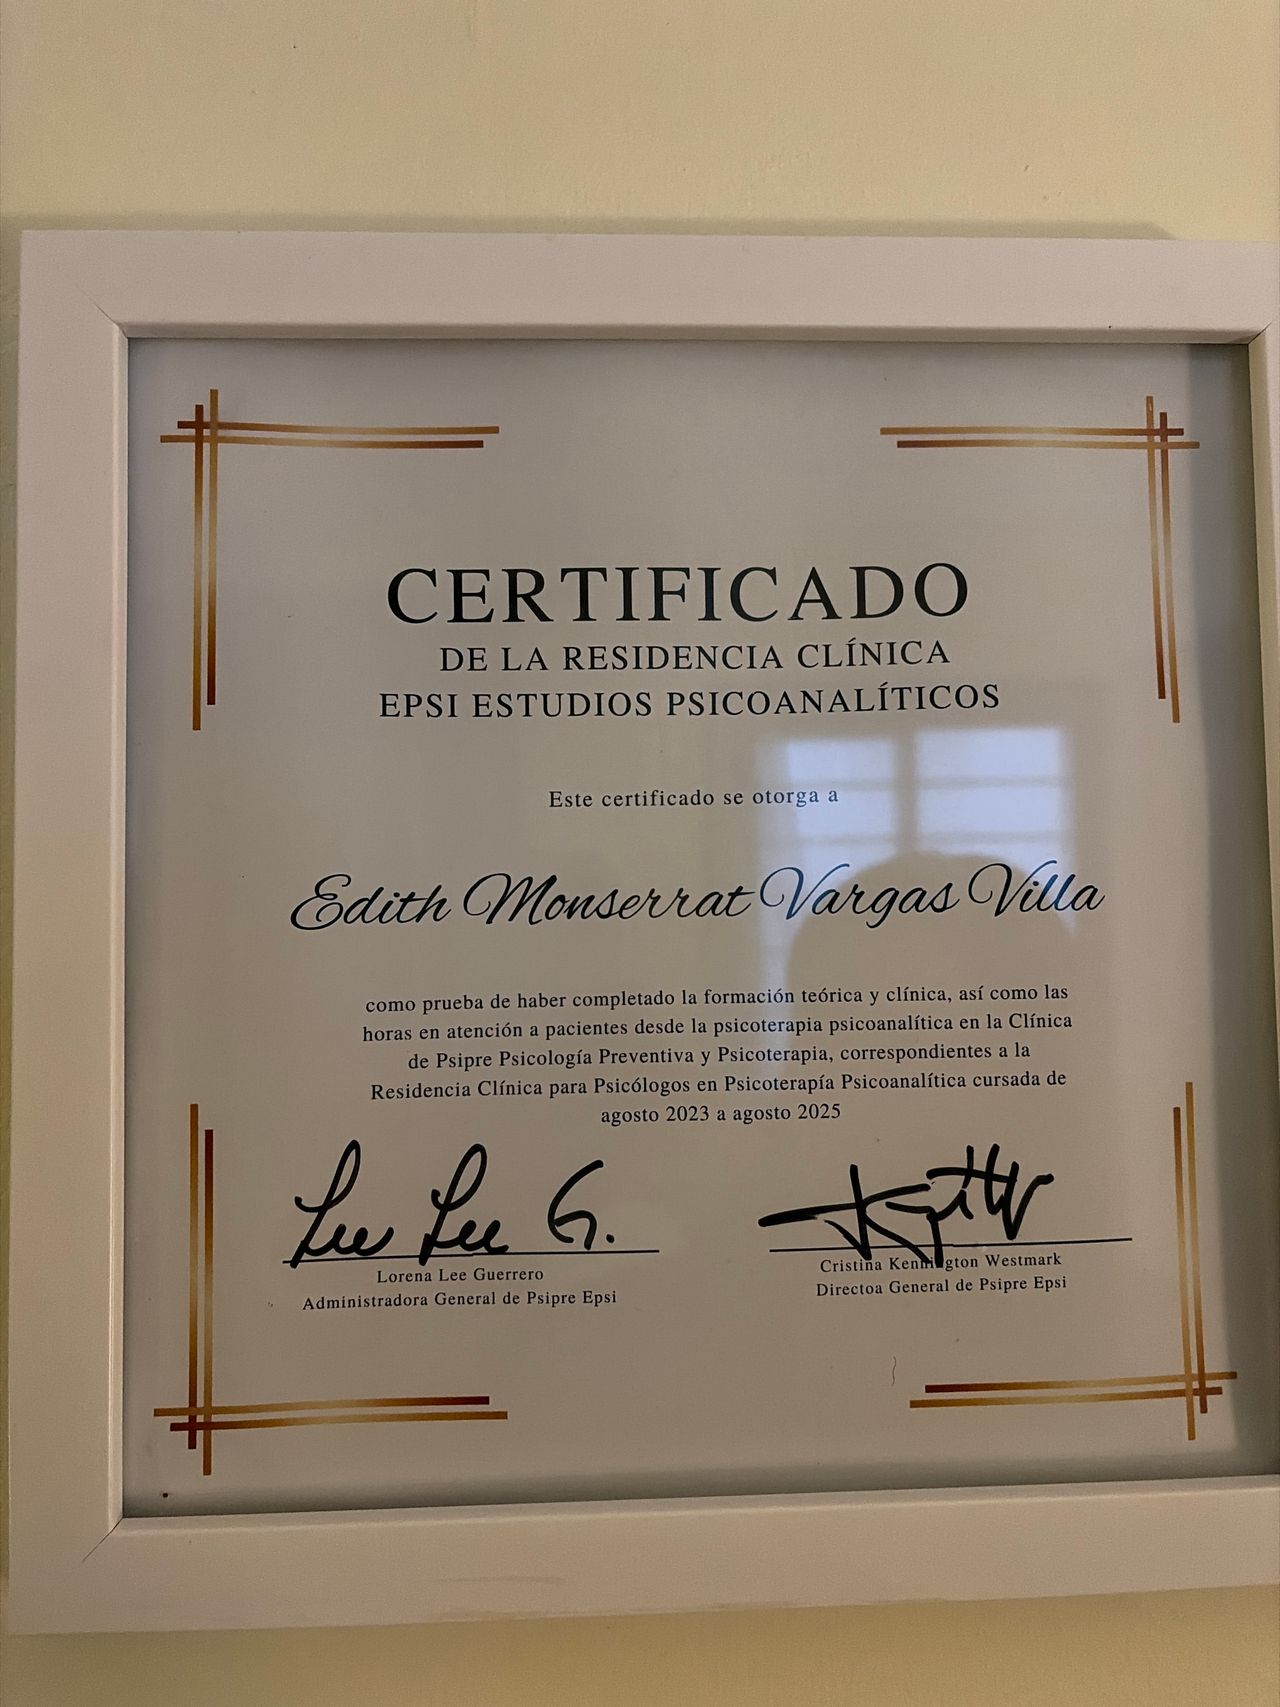 CERTIFICADO
DE LA RESIDENCIA CLÍNICA
EPSI ESTUDIOS PSICOANALÍTICOS
Este certificado se otorga a
Edith Monserrat Vargas Villa
como prueba de haber completado la formación teórica y clínica, así como las
horas en atención a pacientes desde la psicoterapia psicoanalítica en la Clínica
de Psipre Psicología Preventiva y Psicoterapia, correspondientes a la
Residencia Clínica para Psicólogos en Psicoterapía Psicoanalítica cursada de
agosto 2023 a agosto 2025
Lee Lee G.
Lorena Lee Guerrero
Administradora General de Psipre Epsi
Cristina Kennington Westmark
Directoa General de Psipre Epsi